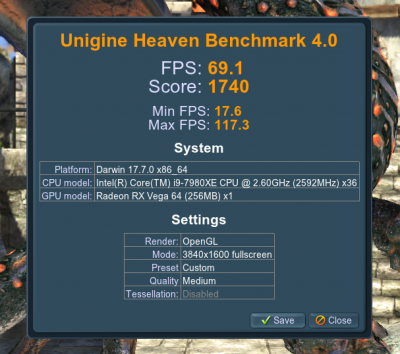 Unigine Heaven Benchmark 4.0
FPS: 69.1
Score: 1740
Min FPS: 17.6
Max FPS: 117.3
System
Platform: Darwin 17.7.0 x86_64
CPU model: Intel(R) Core(TM) i9-7980XE CPU @ 2.60GHz (2592MHz) x36
GPU model: Radeon RX Vega 64 (256MB) x1
Settings
Render: OpenGL
Mode: 3840x1600 fullscreen
Preset Custom
Quality Medium
Tessellation: Disabled
Save Close